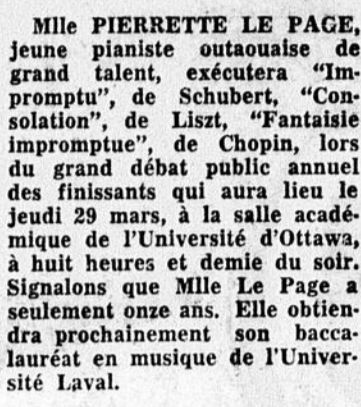 Mlle PIERRETTE LE PAGE,
jeune pianiste outaouaise de
grand talent, exécutera “Im-
promptu”, de Schubert, “Con-
solation”, de Liszt, “Fantaisie
impromptue”, de Chopin, lors
du grand débat public annuel
des finissants qui aura lieu le
jeudi 29 mars, à la salle acadé-
mique de l'Université d'Ottawa,
à huit heures et demie du soir.
Signalons que Mlle Le Page a
seulement onze ans. Elle obtien-
dra prochainement son bacca-
lauréat en musique de l'Univer-
sité Laval.